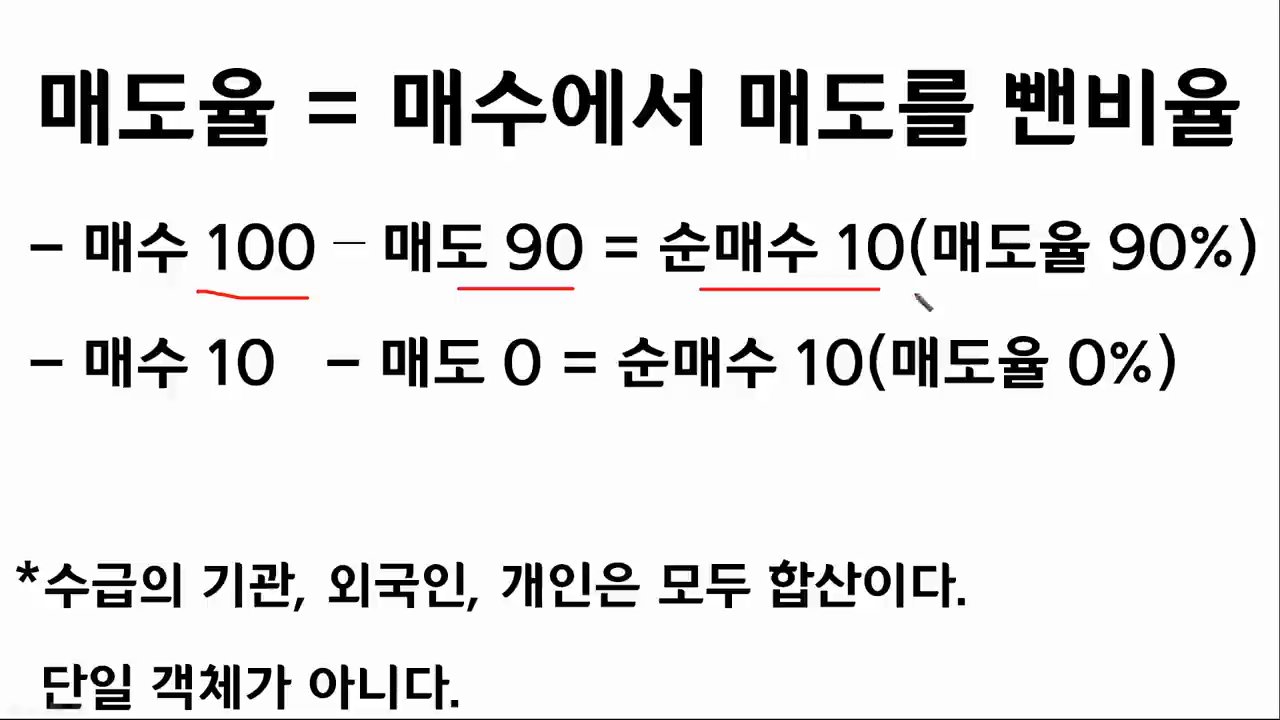 매도율 = 매수에서 매도를 뺀비율
- 매수 100 - 매도 90 = 순매수 10(매도율 90%)
- 매수 10 - 매도 0 = 순매수 10(매도율 0%)
*수급의 기관, 외국인, 개인은 모두 합산이다.
단일 객체가 아니다.